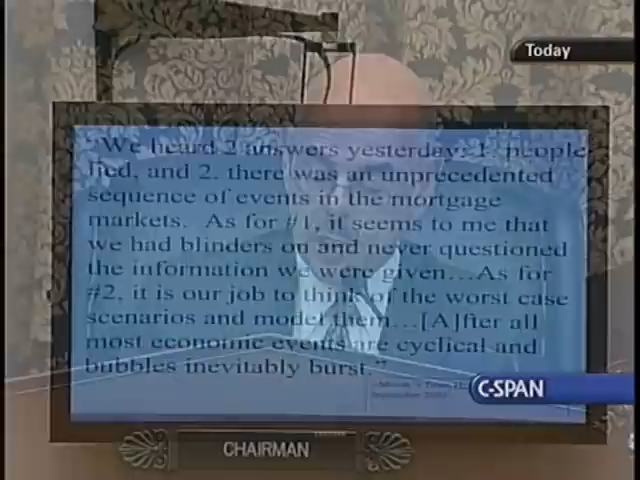 Today
"We heard 2 answers yesterday: 1. people
lied, and 2. there was an unprecedented
sequence of events in the mortgage
markets. As for #1, it seems to me that
we had blinders on and never questioned
the information we were given...As for
#2, it is our job to think of the worst case
scenarios and model them...[A]fter all
most economic events are cyclical and
bubbles inevitably burst."
C-SPAN
CHAIRMAN